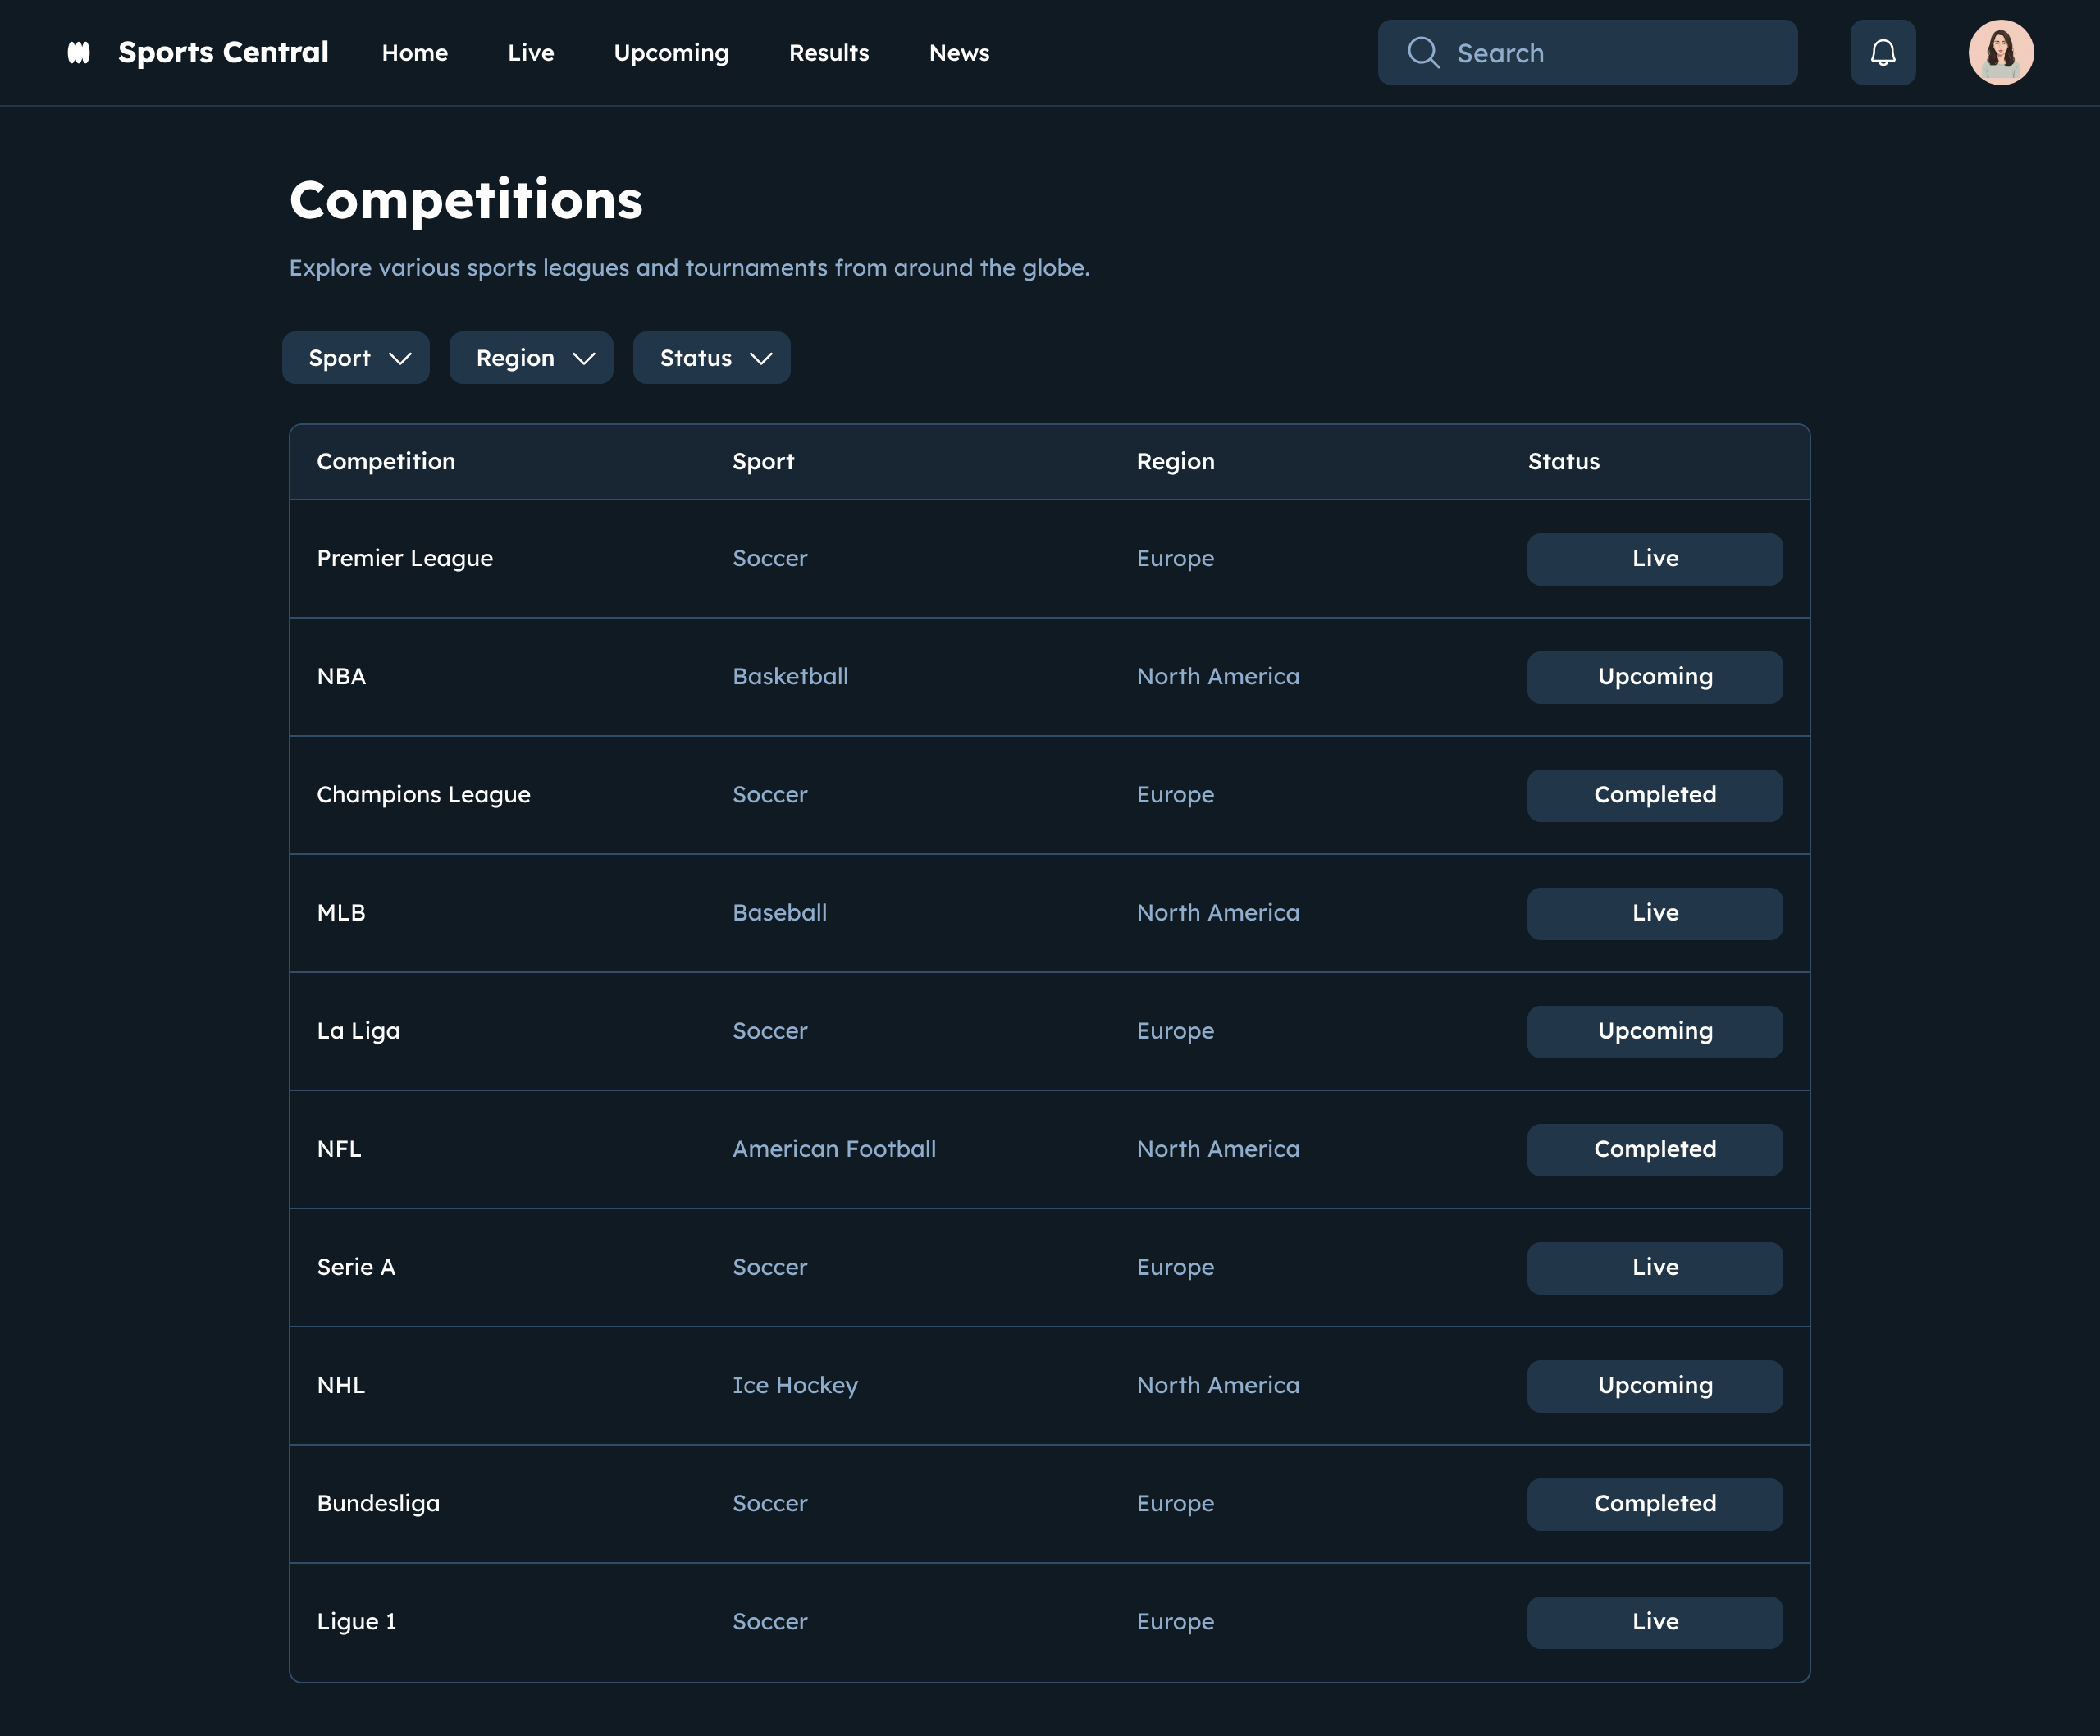 Sports Central Home Live Upcoming Results News Search
Competitions
Explore various sports leagues and tournaments from around the globe.
Sport Region Status
Competition Sport Region Status
Premier League Soccer Europe Live
NBA Basketball North America Upcoming
Champions League Soccer Europe Completed
MLB Baseball North America Live
La Liga Soccer Europe Upcoming
NFL American Football North America Completed
Serie A Soccer Europe Live
NHL Ice Hockey North America Upcoming
Bundesliga Soccer Europe Completed
Ligue 1 Soccer Europe Live